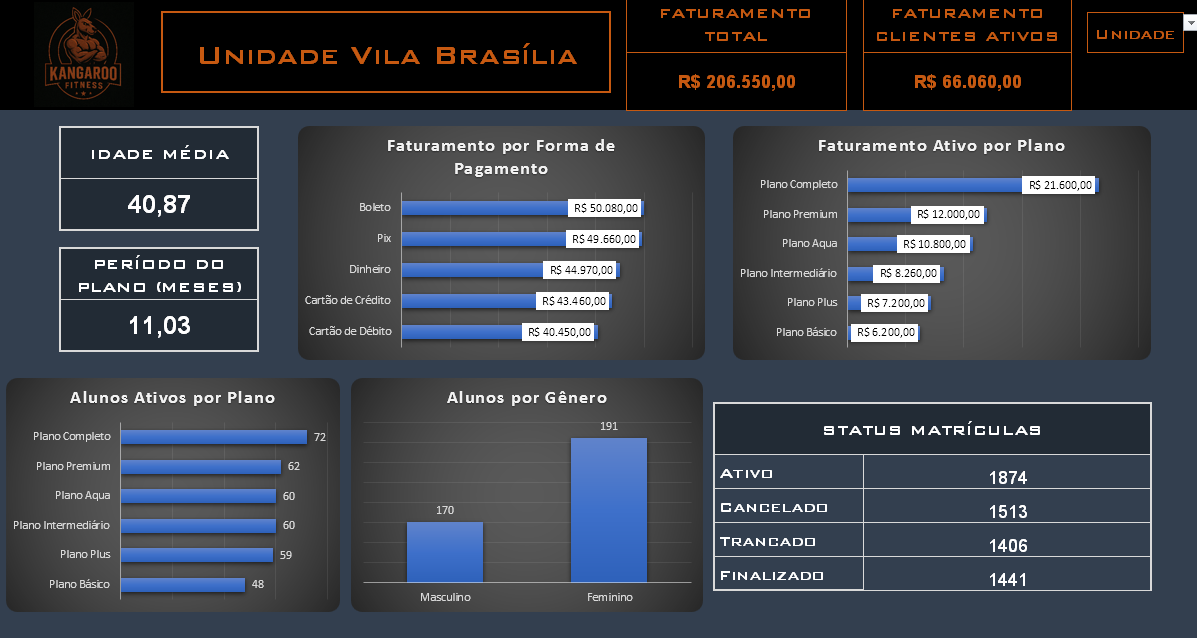 KANGAROO
FITNESS
Unidade Vila Brasília
FATURAMENTO
TOTAL
R$ 206.550,00
FATURAMENTO
CLIENTES ATIVOS
R$ 66.060,00
Unidade
IDADE MÉDIA
40,87
PERÍODO DO
PLANO (MESES)
11,03
Faturamento por Forma de
Pagamento
Boleto R$ 50.080,00
Pix R$ 49.660,00
Dinheiro R$ 44.970,00
Cartão de Crédito R$ 43.460,00
Cartão de Débito R$ 40.450,00
Faturamento Ativo por Plano
Plano Completo R$ 21.600,00
Plano Premium R$ 12.000,00
Plano Aqua R$ 10.800,00
Plano Intermediário R$ 8.260,00
Plano Plus R$ 7.200,00
Plano Básico R$ 6.200,00
Alunos Ativos por Plano
Plano Completo 72
Plano Premium 62
Plano Aqua 60
Plano Intermediário 60
Plano Plus 59
Plano Básico 48
Alunos por Gênero
170
191
Masculino
Feminino
STATUS MATRÍCULAS
Ativo 1874
Cancelado 1513
Trancado 1406
Finalizado 1441